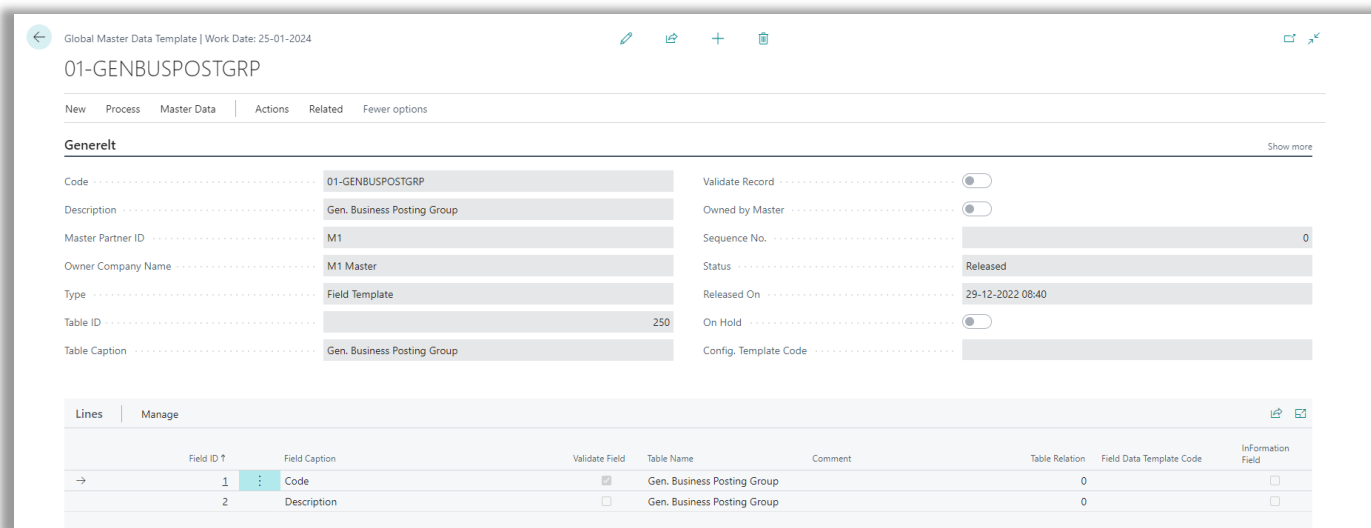 Global Master Data Template | Work Date: 25-01-2024
01-GENBUSPOSTGRP
New Process Master Data Actions Related Fewer options
Generelt Show more
Code 01-GENBUSPOSTGRP Validate Record
Description Gen. Business Posting Group Owned by Master
Master Partner ID M1 Sequence No. 0
Owner Company Name M1 Master Status Released
Type Field Template Released On 29-12-2022 08:40
Table ID 250 On Hold
Table Caption Gen. Business Posting Group Config. Template Code
Lines Manage
Field ID ↑ Field Caption Validate Field Table Name Comment Table Relation Field Data Template Code Information Field
1 Code Gen. Business Posting Group 0
2 Description Gen. Business Posting Group 0